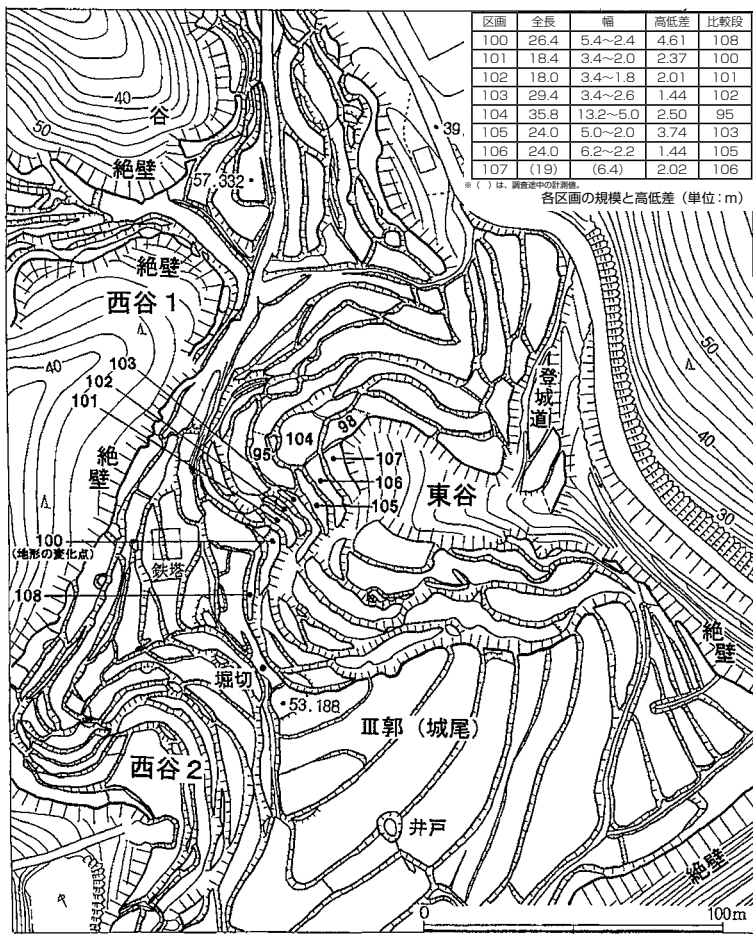 区画 全長 幅 高低差 比較段
100 26.4 5.4~2.4 4.61 108
101 18.4 3.4~2.0 2.37 100
102 18.0 3.4~1.8 2.01 101
103 29.4 3.4~2.6 1.44 102
104 35.8 13.2~5.0 2.50 95
105 24.0 5.0~2.0 3.74 103
106 24.0 6.2~2.2 1.44 105
107 (19) (6.4) 2.02 106
※( )は、調査途中の計測値。
各区画の規模と高低差(単位:m)
40
谷
50
39.
絶壁
57.332
絶壁
西谷1
50
103
40
102
101
登城道
40
104
98
95
107
絶壁
106
東谷
105
30
100
(地形の変化点)
鉄塔
108
絶壁
堀切
53.188
Ⅲ郭(城尾)
西谷2
井戸
絶壁
0 100m